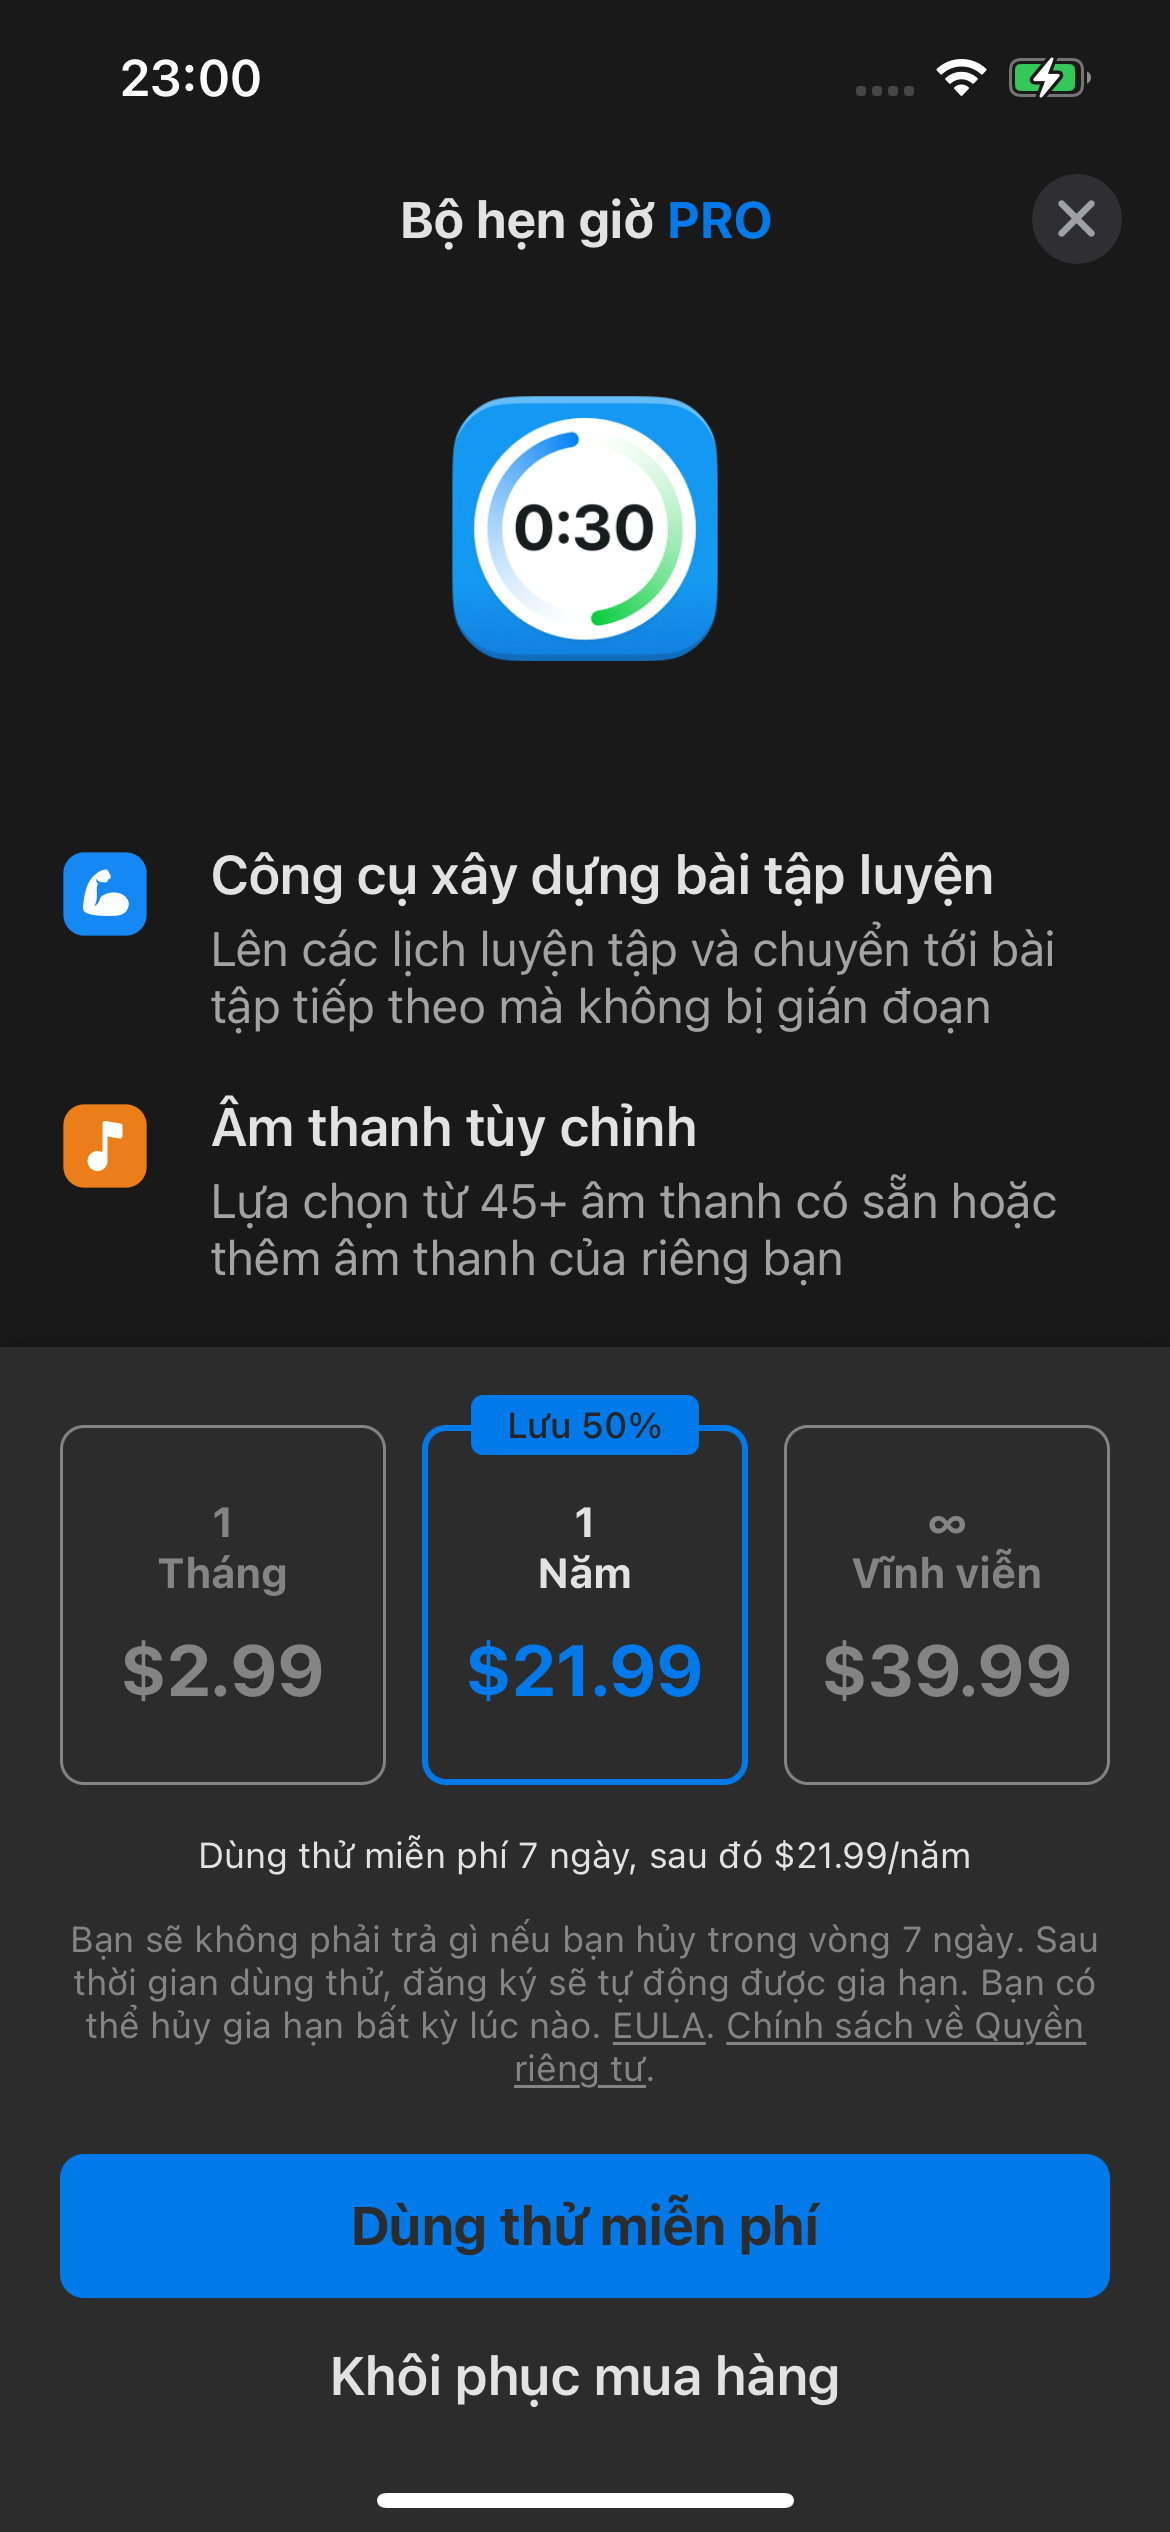 23:00
Bộ hẹn giờ PRO
0:30
Công cụ xây dựng bài tập luyện
Lên các lịch luyện tập và chuyển tới bài
tập tiếp theo mà không bị gián đoạn
Âm thanh tùy chỉnh
Lựa chọn từ 45+ âm thanh có sẵn hoặc
thêm âm thanh của riêng bạn
Lưu 50%
1
Tháng
$2.99
1
Năm
$21.99
∞
Vĩnh viễn
$39.99
Dùng thử miễn phí 7 ngày, sau đó $21.99/năm
Bạn sẽ không phải trả gì nếu bạn hủy trong vòng 7 ngày. Sau
thời gian dùng thử, đăng ký sẽ tự động được gia hạn. Bạn có
thể hủy gia hạn bất kỳ lúc nào. EULA. Chính sách về Quyền
riêng tư.
Dùng thử miễn phí
Khôi phục mua hàng